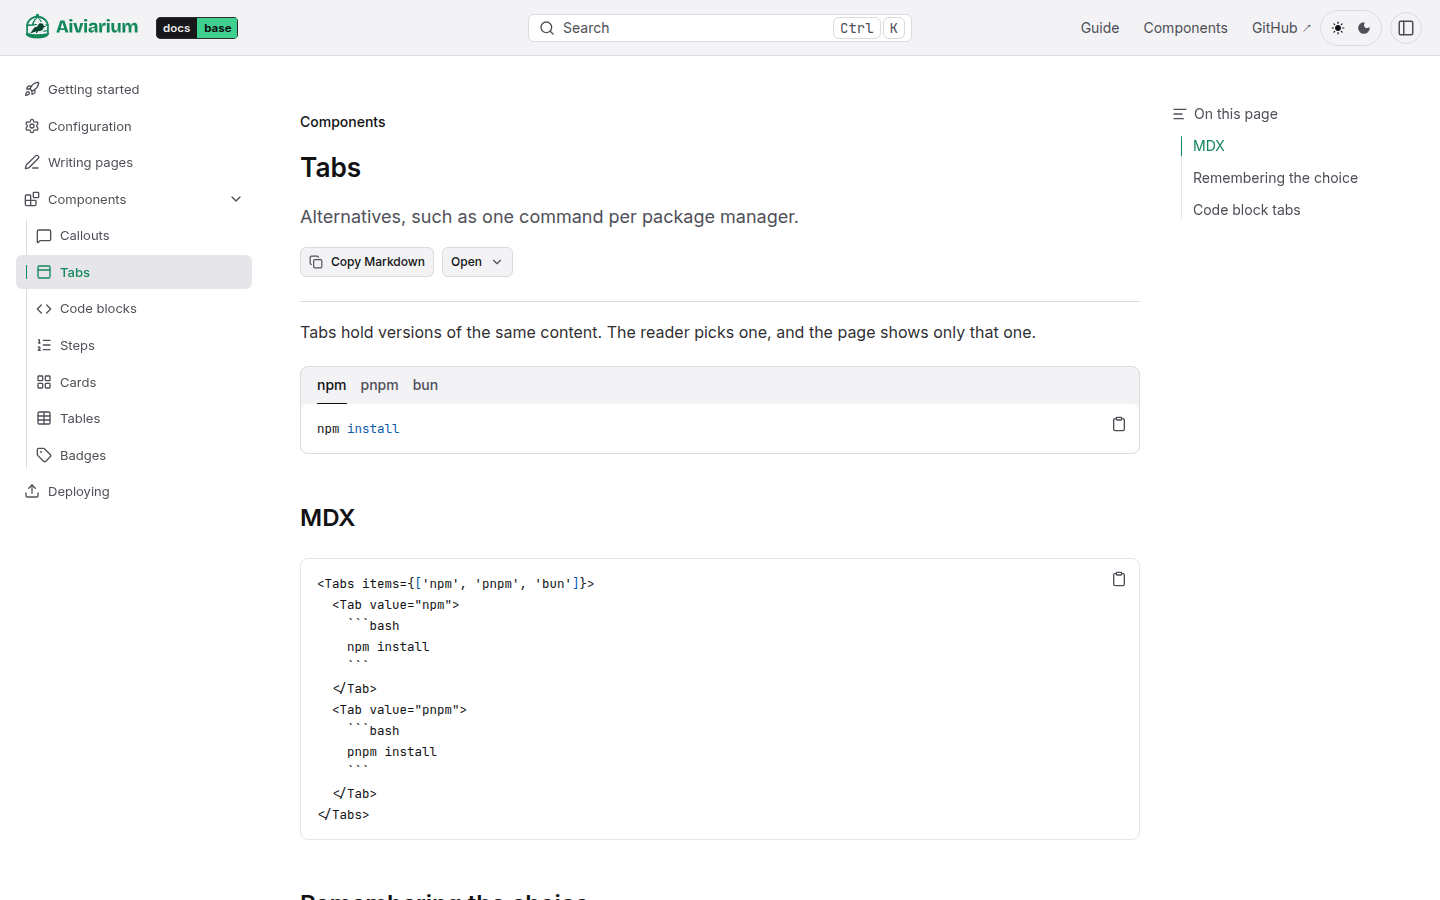 Aiviarium docs base
Search Ctrl K
Guide Components GitHub ↗
Getting started
Configuration
Writing pages
Components
Callouts
Tabs
Code blocks
Steps
Cards
Tables
Badges
Deploying
Components
Tabs
Alternatives, such as one command per package manager.
Copy Markdown Open
Tabs hold versions of the same content. The reader picks one, and the page shows only that one.
npm pnpm bun
npm install
MDX
<Tabs items={['npm', 'pnpm', 'bun']}>
  <Tab value="npm">
    ```bash
    npm install
    ```
  </Tab>
  <Tab value="pnpm">
    ```bash
    pnpm install
    ```
  </Tab>
</Tabs>
Remembering the choice
On this page
MDX
Remembering the choice
Code block tabs